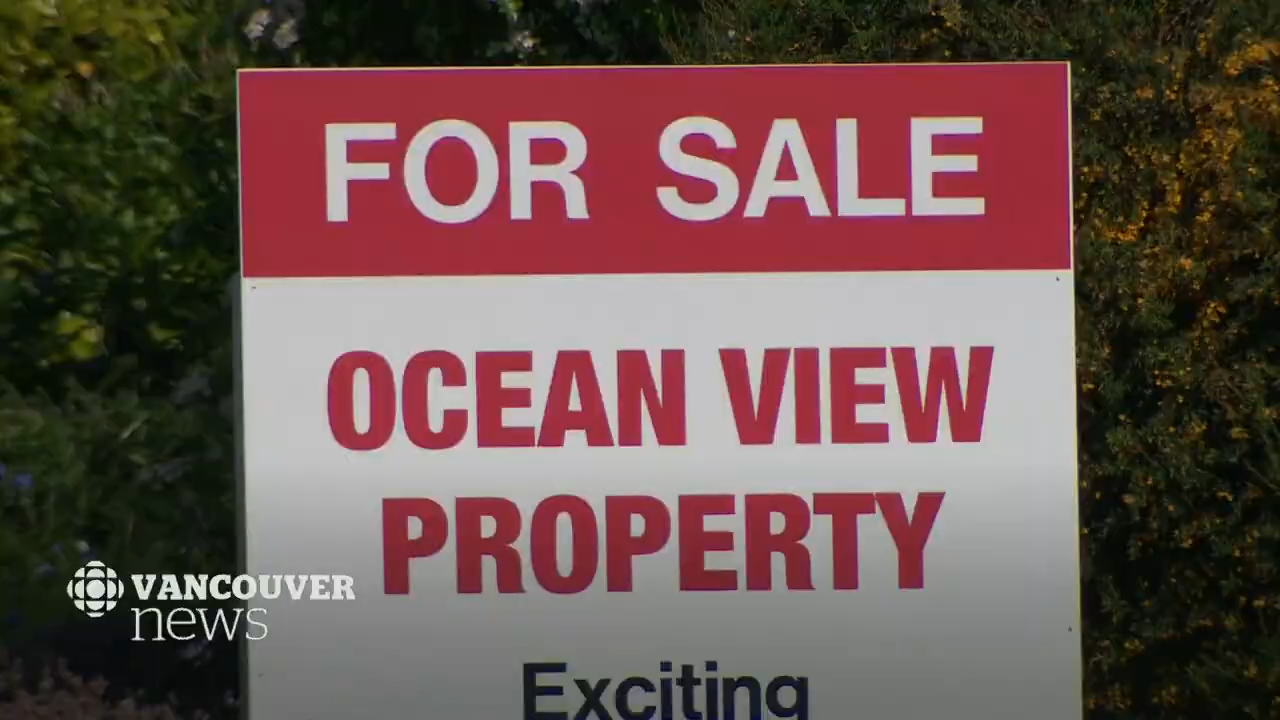 FOR SALE
OCEAN VIEW
PROPERTY
Exciting
VANCOUVER
news